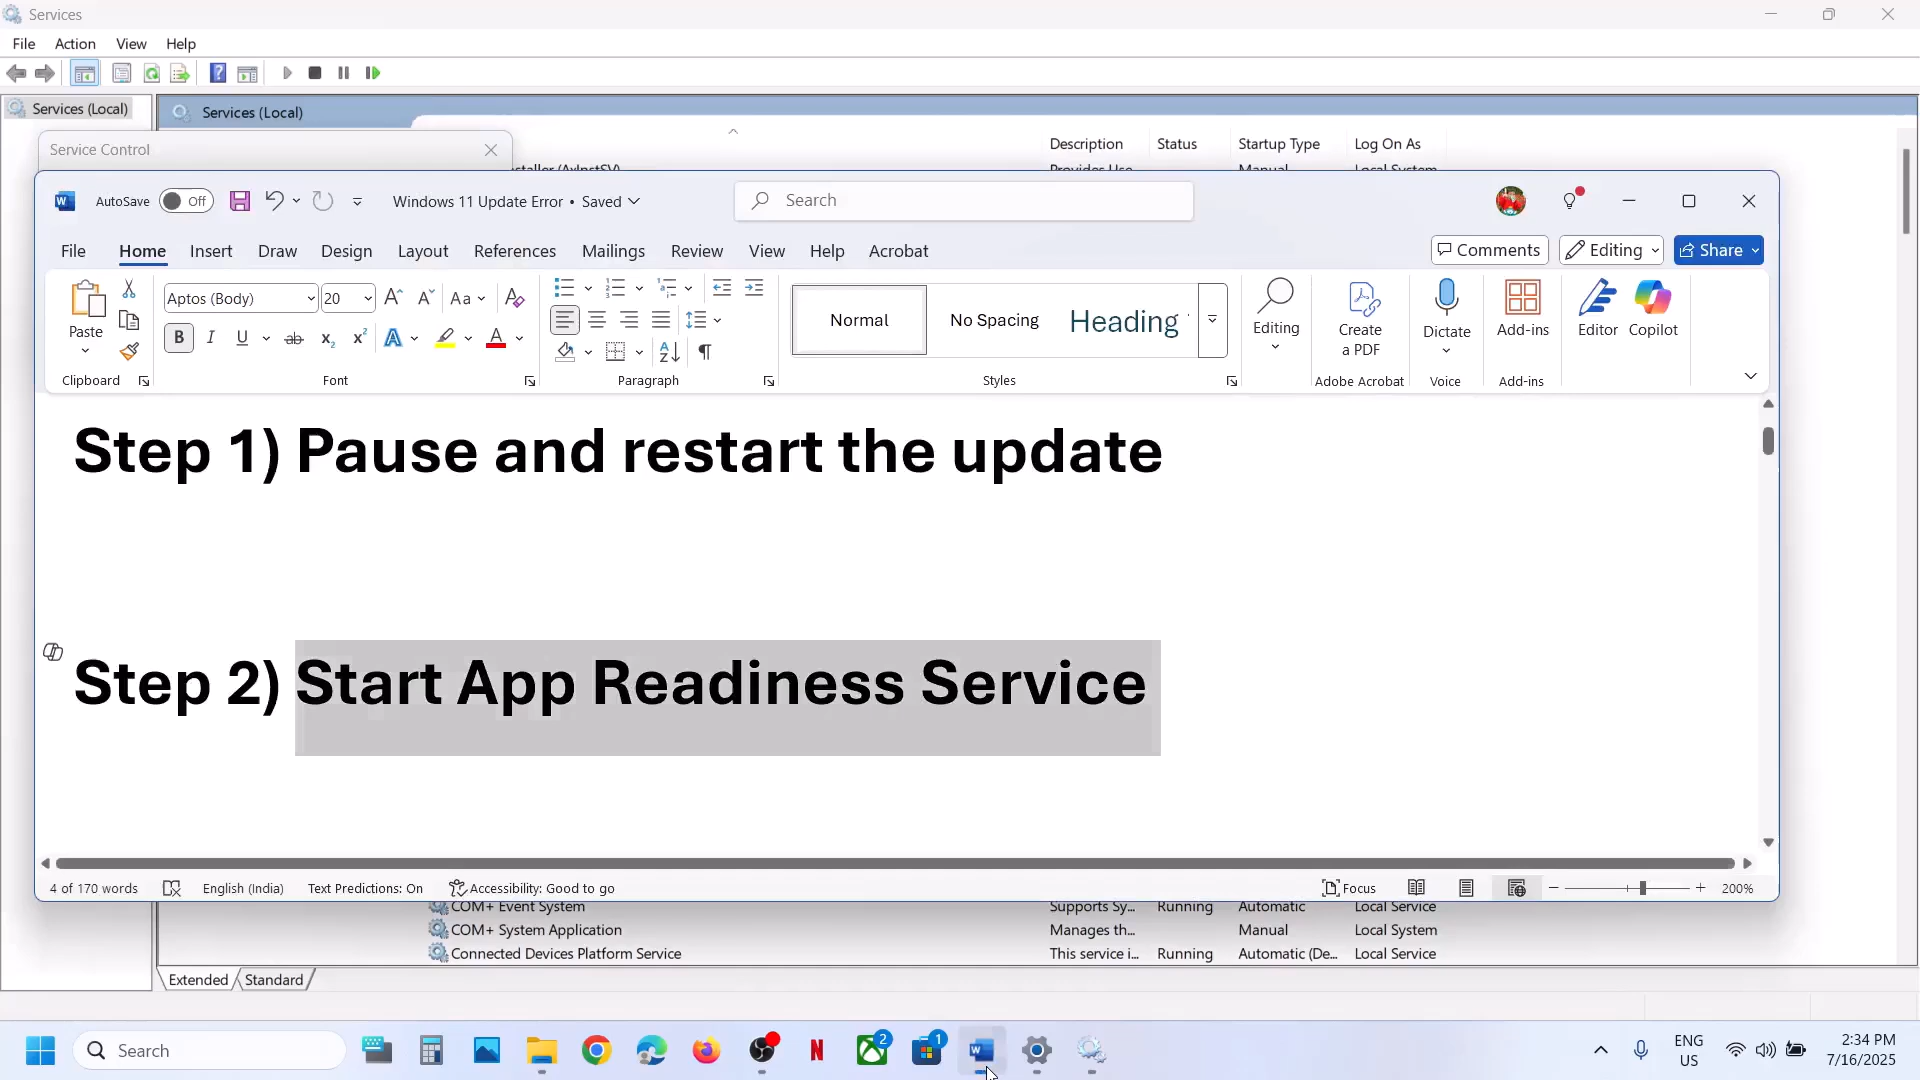 Services
File Action View Help
Services (Local)
Services (Local)
Description Status Startup Type Log On As
Service Control
AutoSave Off Windows 11 Update Error • Saved Search
File Home Insert Draw Design Layout References Mailings Review View Help Acrobat Comments Editing Share
Paste Aptos (Body) 20 Normal No Spacing Heading Editing Create a PDF Dictate Add-ins Editor Copilot
Clipboard Font Paragraph Styles Adobe Acrobat Voice Add-ins
Step 1) Pause and restart the update
Step 2) Start App Readiness Service
4 of 170 words English (India) Text Predictions: On Accessibility: Good to go Focus 200%
COM+ Event System Supports Sy... Running Automatic Local Service
COM+ System Application Manages th... Manual Local System
Connected Devices Platform Service This service i... Running Automatic (De... Local Service
Extended Standard
Search 2 1 ENG US 2:34 PM 7/16/2025